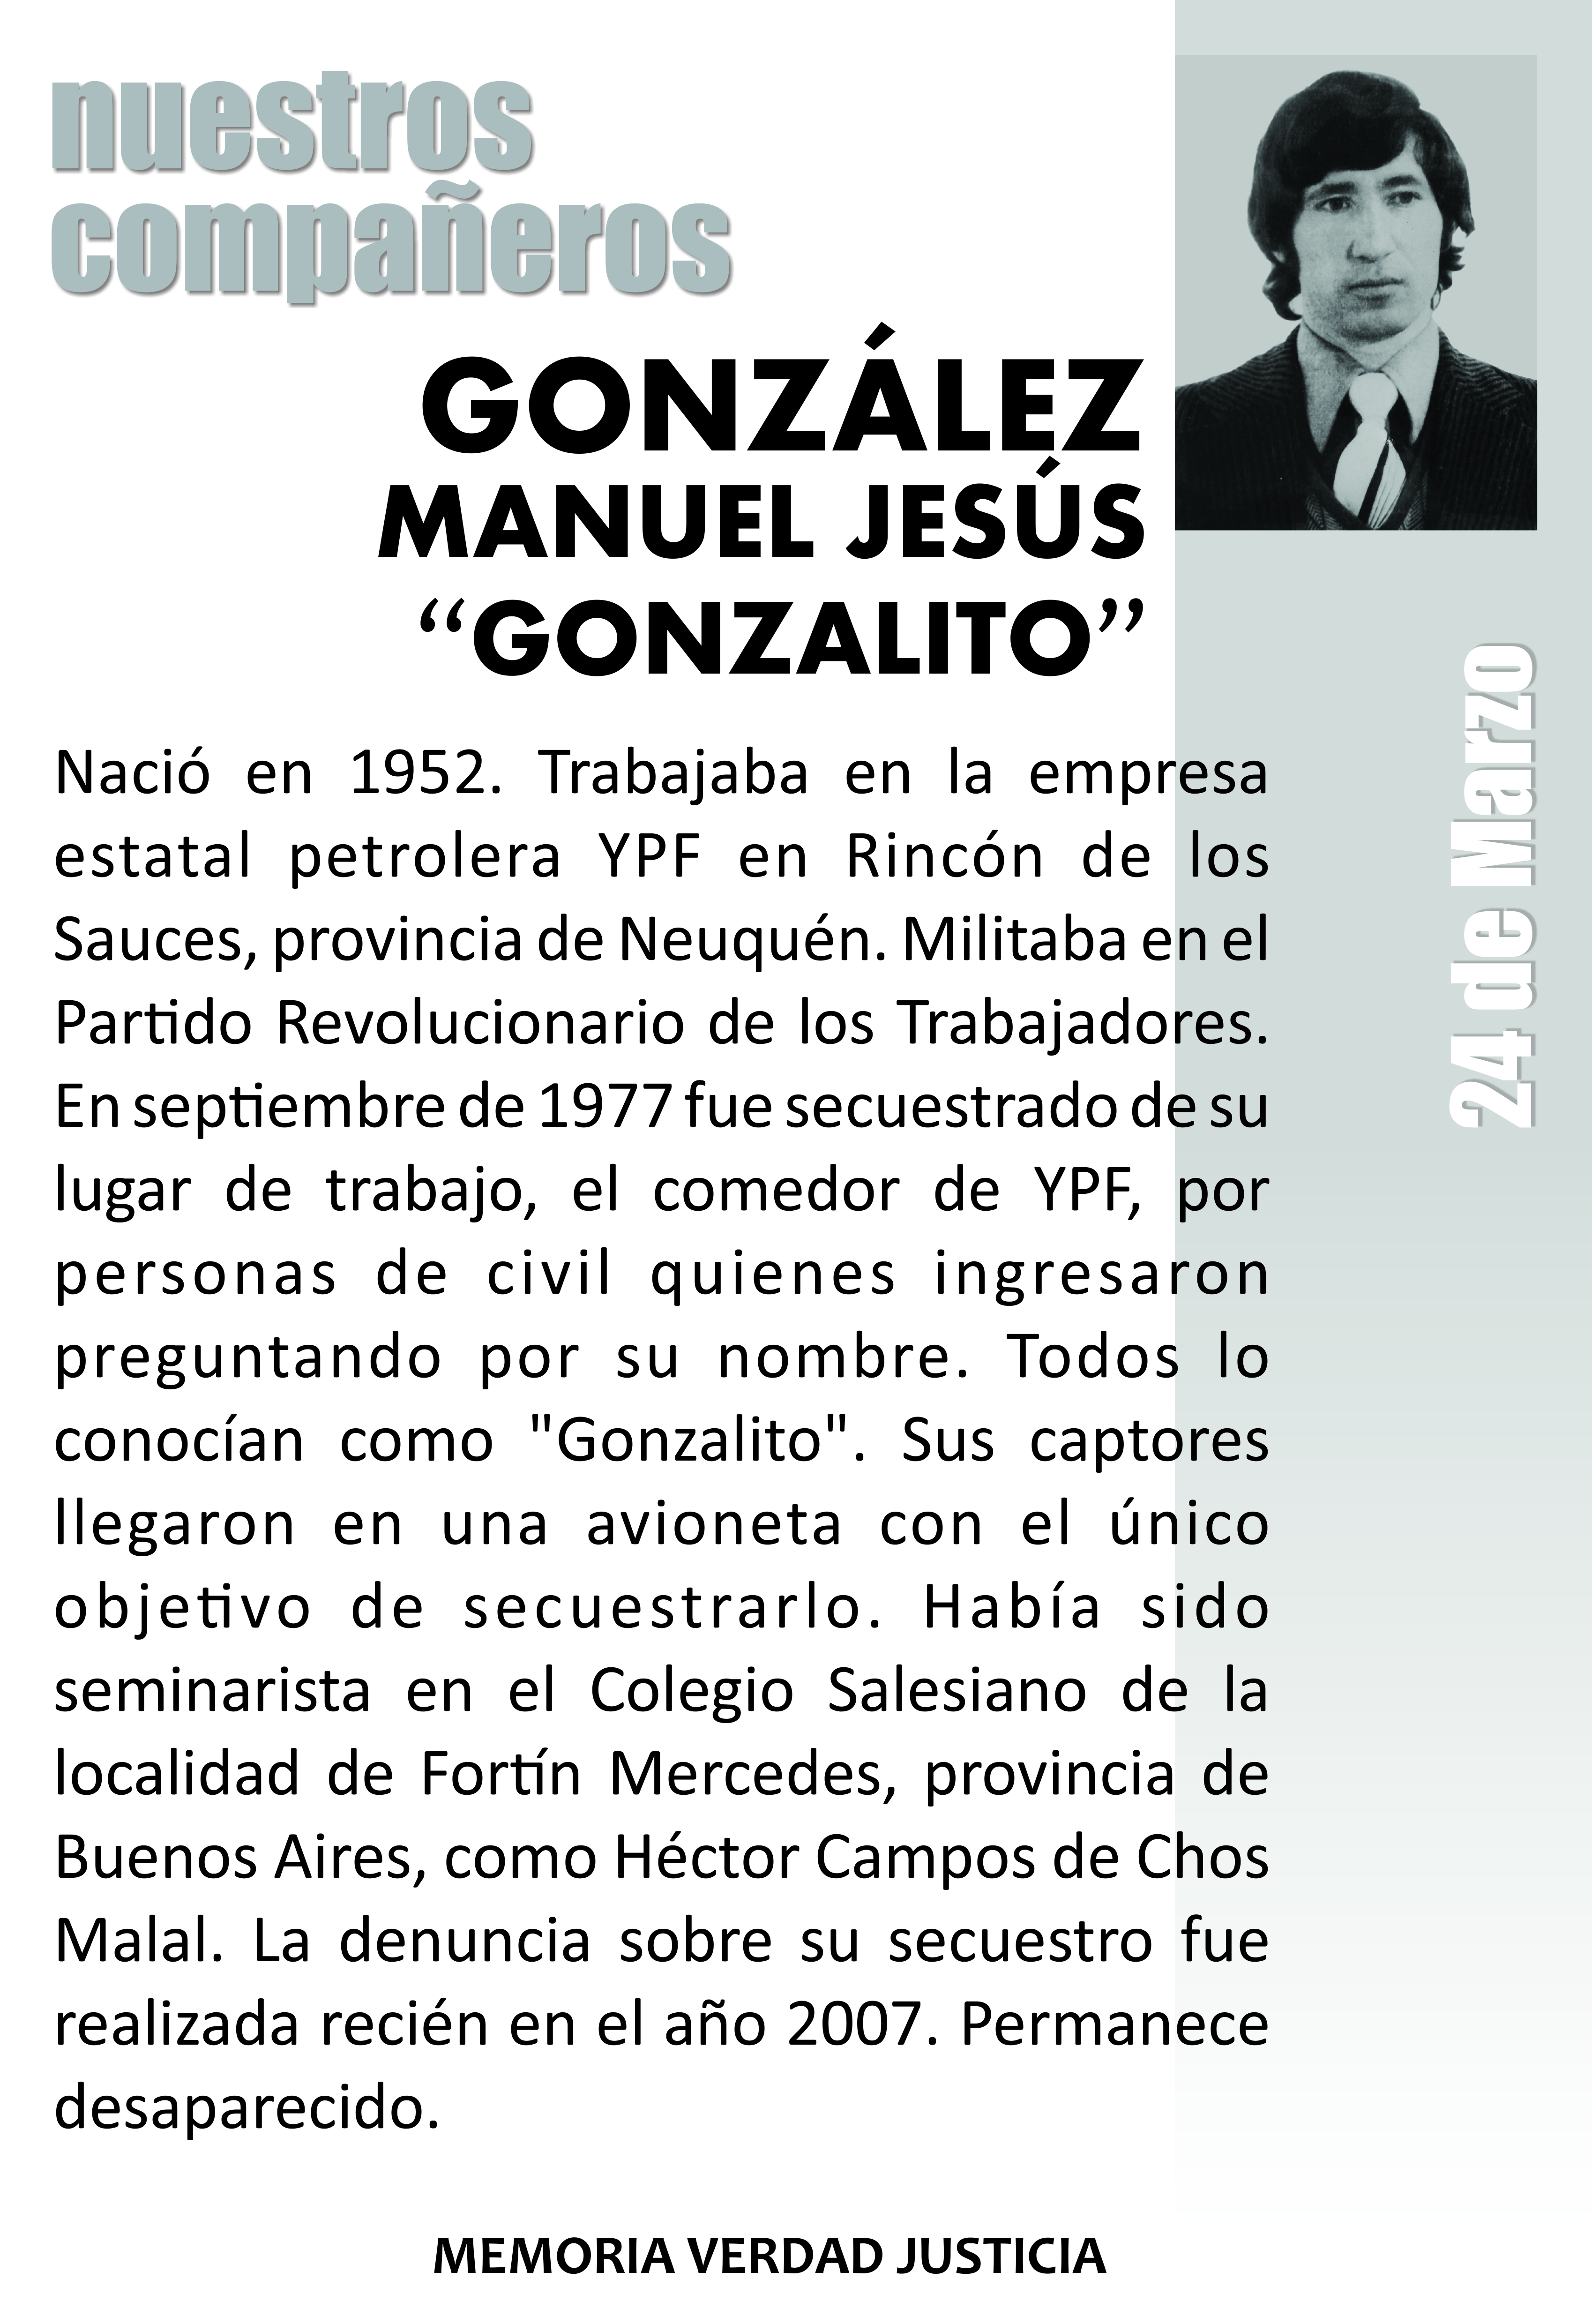 nuestros
compañeros
GONZÁLEZ
MANUEL JESÚS
“GONZALITO”
Nació en 1952. Trabajaba en la empresa
estatal petrolera YPF en Rincón de los
Sauces, provincia de Neuquén. Militaba en el
Partido Revolucionario de los Trabajadores.
En septiembre de 1977 fue secuestrado de su
lugar de trabajo, el comedor de YPF, por
personas de civil quienes ingresaron
preguntando por su nombre. Todos lo
conocían como "Gonzalito". Sus captores
llegaron en una avioneta con el único
objetivo de secuestrarlo. Había sido
seminarista en el Colegio Salesiano de la
localidad de Fortín Mercedes, provincia de
Buenos Aires, como Héctor Campos de Chos
Malal. La denuncia sobre su secuestro fue
realizada recién en el año 2007. Permanece
desaparecido.
24 de Marzo
MEMORIA VERDAD JUSTICIA